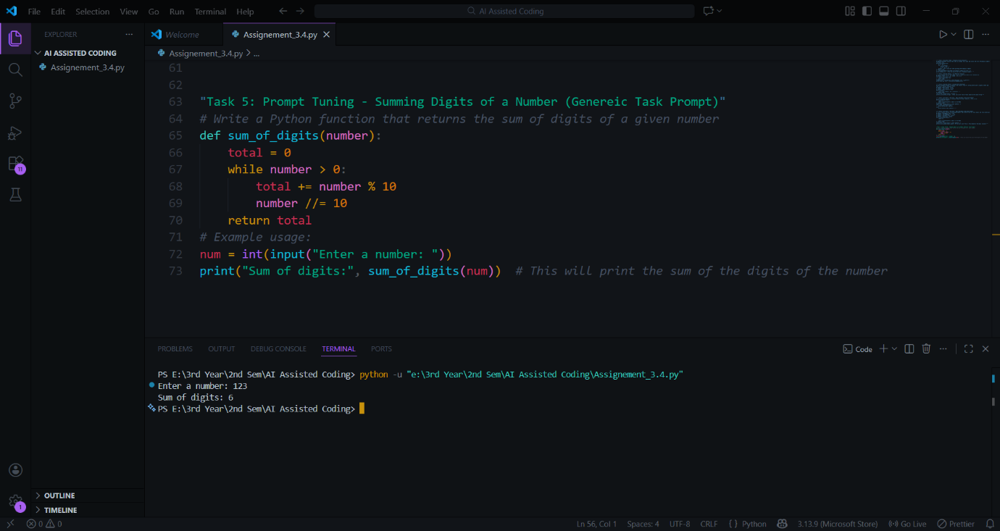 File Edit Selection View Go Run Terminal Help
AI Assisted Coding
EXPLORER
AI ASSISTED CODING
Assignement_3.4.py
11
1
OUTLINE
TIMELINE
Welcome
Assignement_3.4.py
Assignement_3.4.py > ...
61
62
63 "Task 5: Prompt Tuning - Summing Digits of a Number (Genereic Task Prompt)"
64 # Write a Python function that returns the sum of digits of a given number
65 def sum_of_digits(number):
66     total = 0
67     while number > 0:
68         total += number % 10
69         number //= 10
70     return total
71 # Example usage:
72 num = int(input("Enter a number: "))
73 print("Sum of digits:", sum_of_digits(num))  # This will print the sum of the digits of the number
PROBLEMS OUTPUT DEBUG CONSOLE TERMINAL PORTS
Code
PS E:\3rd Year\2nd Sem\AI Assisted Coding> python -u "e:\3rd Year\2nd Sem\AI Assisted Coding\Assignement_3.4.py"
Enter a number: 123
Sum of digits: 6
PS E:\3rd Year\2nd Sem\AI Assisted Coding>
0 0 Ln 56, Col 1 Spaces: 4 UTF-8 CRLF { } Python 3.13.9 (Microsoft Store) Go Live Prettier